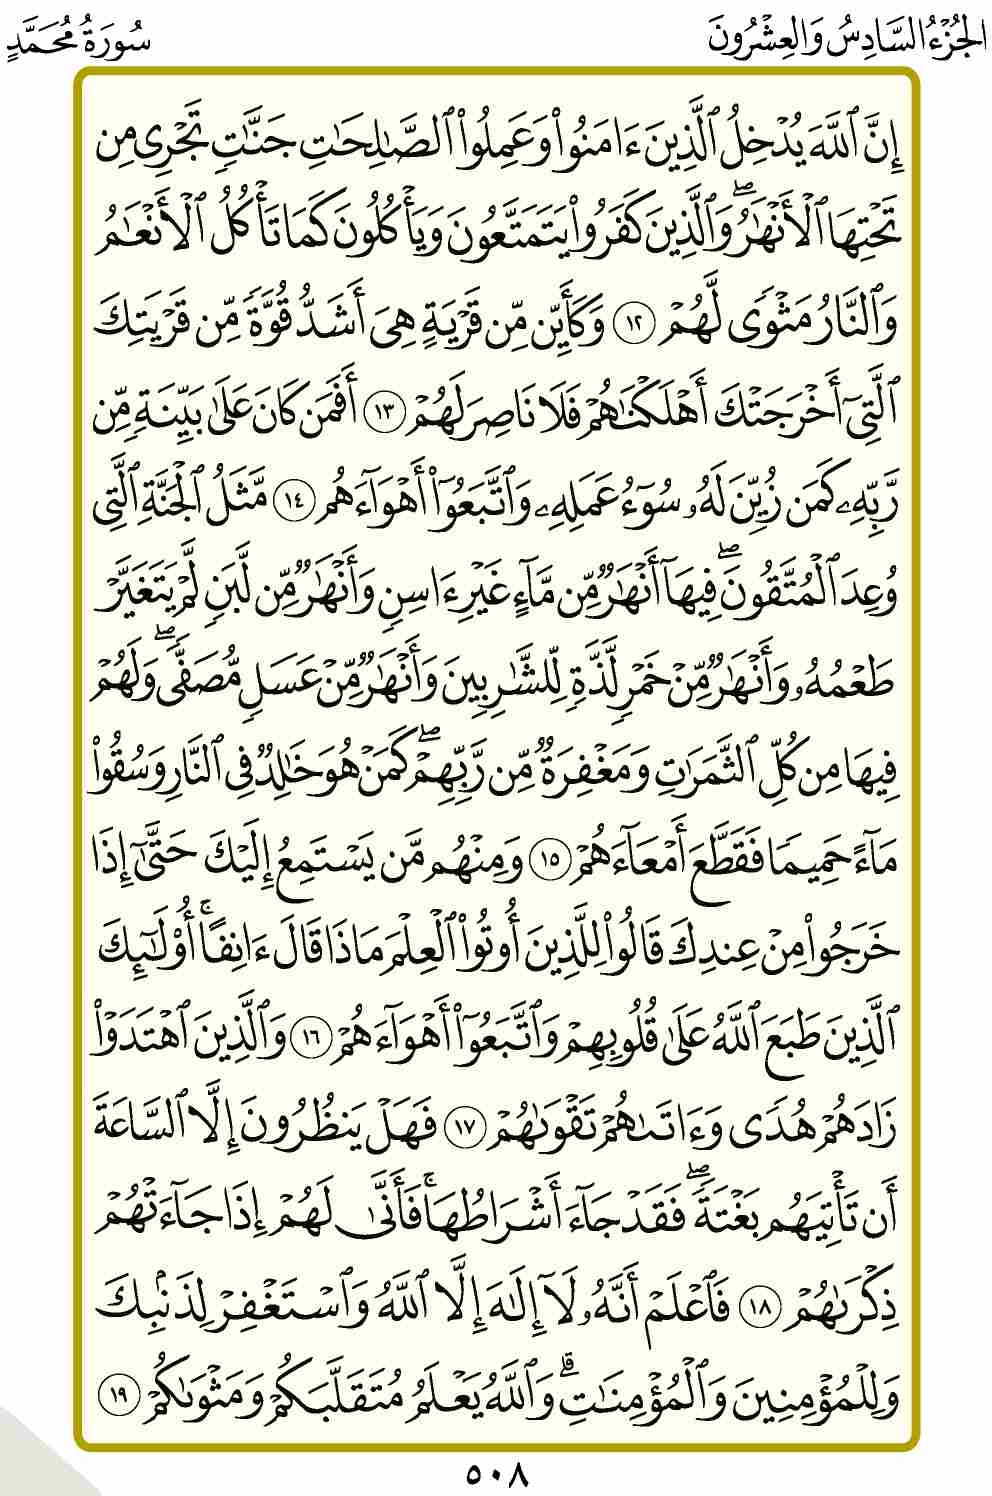 الجُزْءُ السَّادِسُ وَالعِشْرُونَ
سُورَةُ مُحَمَّدٍ
إِنَّ ٱللَّهَ يُدْخِلُ ٱلَّذِينَ ءَامَنُوا۟ وَعَمِلُوا۟ ٱلصَّـٰلِحَـٰتِ جَنَّـٰتٍ تَجْرِى مِن
تَحْتِهَا ٱلْأَنْهَـٰرُ ۖ وَٱلَّذِينَ كَفَرُوا۟ يَتَمَتَّعُونَ وَيَأْكُلُونَ كَمَا تَأْكُلُ ٱلْأَنْعَـٰمُ
وَٱلنَّارُ مَثْوًى لَّهُمْ ١٢ وَكَأَيِّن مِّن قَرْيَةٍ هِىَ أَشَدُّ قُوَّةً مِّن قَرْيَتِكَ
ٱلَّتِىٓ أَخْرَجَتْكَ أَهْلَكْنَـٰهُمْ فَلَا نَاصِرَ لَهُمْ ١٣ أَفَمَن كَانَ عَلَىٰ بَيِّنَةٍ مِّن
رَّبِّهِۦ كَمَن زُيِّنَ لَهُۥ سُوٓءُ عَمَلِهِۦ وَٱتَّبَعُوٓا۟ أَهْوَآءَهُم ١٤ مَّثَلُ ٱلْجَنَّةِ ٱلَّتِى
وُعِدَ ٱلْمُتَّقُونَ ۖ فِيهَآ أَنْهَـٰرٌ مِّن مَّآءٍ غَيْرِ ءَاسِنٍ وَأَنْهَـٰرٌ مِّن لَّبَنٍ لَّمْ يَتَغَيَّرْ
طَعْمُهُۥ وَأَنْهَـٰرٌ مِّنْ خَمْرٍ لَّذَّةٍ لِّلشَّـٰرِبِينَ وَأَنْهَـٰرٌ مِّنْ عَسَلٍ مُّصَفًّى ۖ وَلَهُمْ
فِيهَا مِن كُلِّ ٱلثَّمَرَٰتِ وَمَغْفِرَةٌ مِّن رَّبِّهِمْ ۖ كَمَنْ هُوَ خَـٰلِدٌ فِى ٱلنَّارِ وَسُقُوا۟
مَآءً حَمِيمًا فَقَطَّعَ أَمْعَآءَهُمْ ١٥ وَمِنْهُم مَّن يَسْتَمِعُ إِلَيْكَ حَتَّىٰٓ إِذَا
خَرَجُوا۟ مِنْ عِندِكَ قَالُوا۟ لِلَّذِينَ أُوتُوا۟ ٱلْعِلْمَ مَاذَا قَالَ ءَانِفًا ۚ أُو۟لَـٰٓئِكَ
ٱلَّذِينَ طَبَعَ ٱللَّهُ عَلَىٰ قُلُوبِهِمْ وَٱتَّبَعُوٓا۟ أَهْوَآءَهُمْ ١٦ وَٱلَّذِينَ ٱهْتَدَوْا۟
زَادَهُمْ هُدًى وَءَاتَىٰهُمْ تَقْوَىٰهُمْ ١٧ فَهَلْ يَنظُرُونَ إِلَّا ٱلسَّاعَةَ
أَن تَأْتِيَهُم بَغْتَةً ۖ فَقَدْ جَآءَ أَشْرَاطُهَا ۚ فَأَنَّىٰ لَهُمْ إِذَا جَآءَتْهُمْ
ذِكْرَىٰهُمْ ١٨ فَٱعْلَمْ أَنَّهُۥ لَآ إِلَـٰهَ إِلَّا ٱللَّهُ وَٱسْتَغْفِرْ لِذَنۢبِكَ
وَلِلْمُؤْمِنِينَ وَٱلْمُؤْمِنَـٰتِ ۗ وَٱللَّهُ يَعْلَمُ مُتَقَلَّبَكُمْ وَمَثْوَىٰكُمْ ١٩
٥٠٨